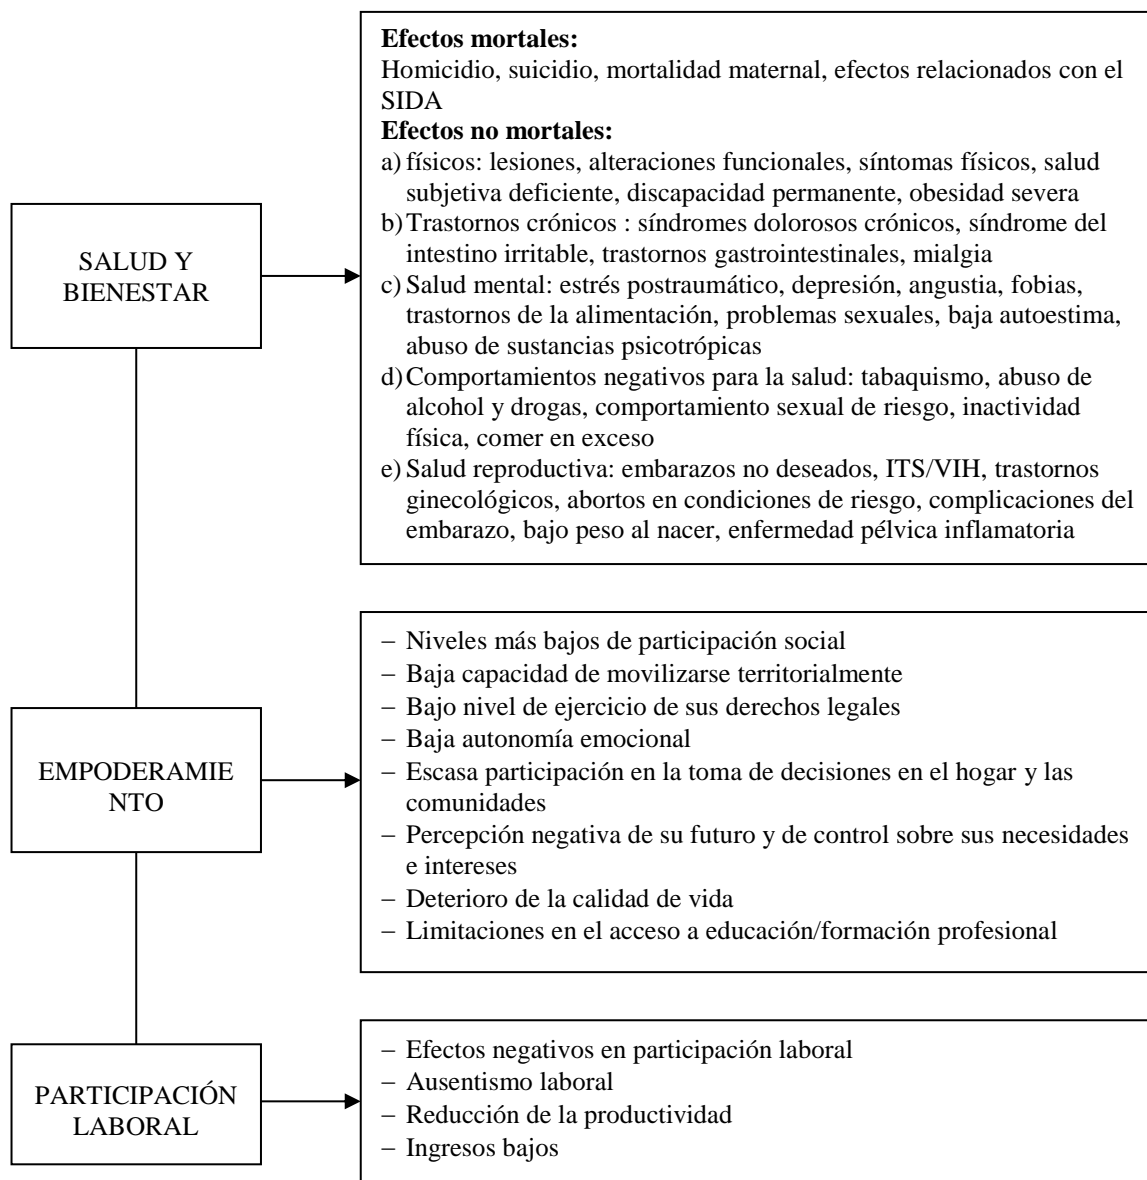 Efectos mortales:
Homicidio, suicidio, mortalidad maternal, efectos relacionados con el
SIDA
Efectos no mortales:
a) físicos: lesiones, alteraciones funcionales, síntomas físicos, salud
subjetiva deficiente, discapacidad permanente, obesidad severa
b) Trastornos crónicos : síndromes dolorosos crónicos, síndrome del
intestino irritable, trastornos gastrointestinales, mialgia
c) Salud mental: estrés postraumático, depresión, angustia, fobias,
trastornos de la alimentación, problemas sexuales, baja autoestima,
abuso de sustancias psicotrópicas
d) Comportamientos negativos para la salud: tabaquismo, abuso de
alcohol y drogas, comportamiento sexual de riesgo, inactividad
física, comer en exceso
e) Salud reproductiva: embarazos no deseados, ITS/VIH, trastornos
ginecológicos, abortos en condiciones de riesgo, complicaciones del
embarazo, bajo peso al nacer, enfermedad pélvica inflamatoria
SALUD Y
BIENESTAR
− Niveles más bajos de participación social
− Baja capacidad de movilizarse territorialmente
− Bajo nivel de ejercicio de sus derechos legales
− Baja autonomía emocional
− Escasa participación en la toma de decisiones en el hogar y las
comunidades
− Percepción negativa de su futuro y de control sobre sus necesidades
e intereses
− Deterioro de la calidad de vida
− Limitaciones en el acceso a educación/formación profesional
EMPODERAMIE
NTO
− Efectos negativos en participación laboral
− Ausentismo laboral
− Reducción de la productividad
− Ingresos bajos
PARTICIPACIÓN
LABORAL